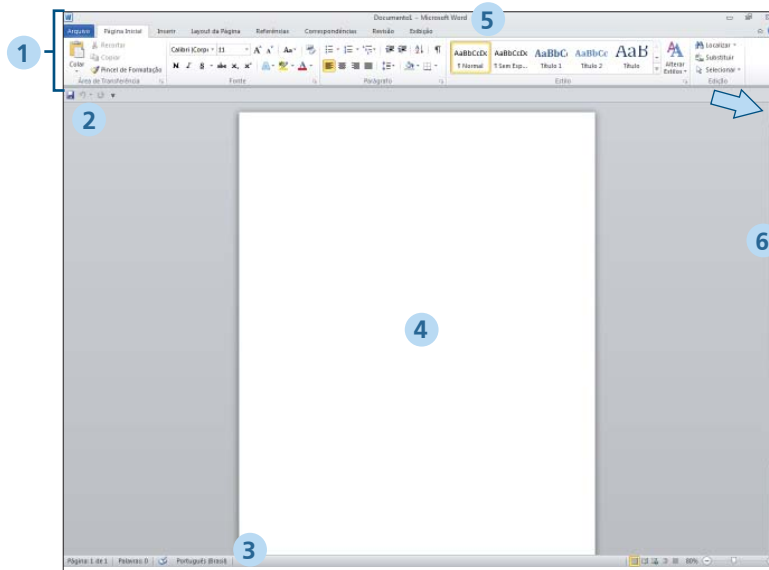 Documento1 - Microsoft Word
5
Arquivo Página Inicial Inserir Layout da Página Referências Correspondências Revisão Exibição
1
Colar
Recortar
Copiar
Pincel de Formatação
Área de Transferência
Calibri (Corpo 11
A A Aa
N I S abc x, x²
A
Fonte
Parágrafo
AaBbCcDc AaBbCcDc AaBbC AaBbCc AaB
¶ Normal ¶ Sem Esp... Título 1 Título 2 Título
Alterar
Estilos
Estilo
Localizar
Substituir
Selecionar
Edição
2
6
4
3
Página: 1 de 1 Palavras: 0 Português (Brasil) 80%